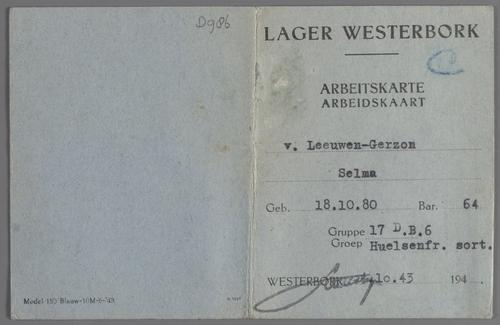 D986
LAGER WESTERBORK
C
ARBEITSKARTE
ARBEIDSKAART
v. Leeuwen-Gerzon
Selma
Geb. 18.10.80 Bar. 64
Gruppe 17 D.B.6
Groep Huelsenfr. sort.
WESTERBORK 10.43 194
Model 150 Blauw-10M-6-'43